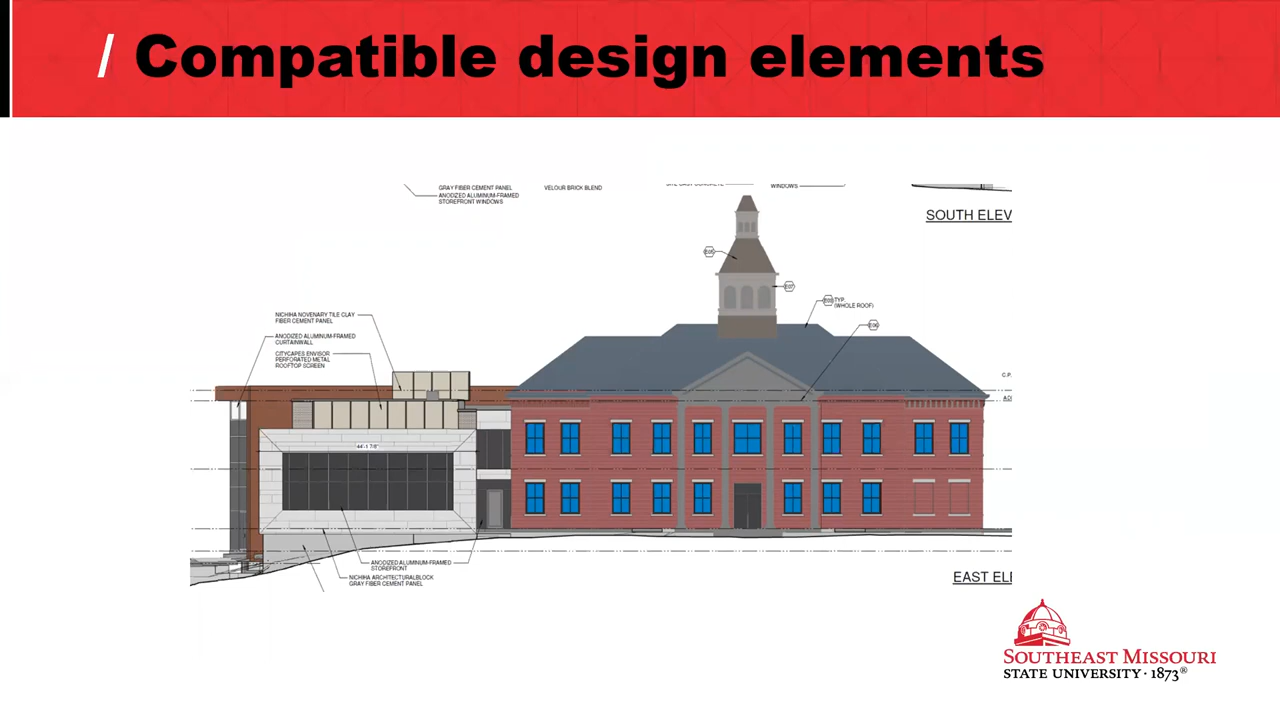 / Compatible design elements
GRAY FIBER CEMENT PANEL
VELOUR BRICK BLEND
WINDOWS
ANODIZED ALUMINUM-FRAMED
STOREFRONT WINDOWS
SOUTH ELEV
TYP.
(WHOLE ROOF)
NICHIHA NOVENARY TILE CLAY
FIBER CEMENT PANEL
ANODIZED ALUMINUM-FRAMED
CURTAINWALL
CITYCAPES ENVISOR
PERFORATED METAL
ROOFTOP SCREEN
C.P.
44'-1 7/8"
ANODIZED ALUMINUM-FRAMED
STOREFRONT
NICHIHA ARCHITECTURALBLOCK
GRAY FIBER CEMENT PANEL
EAST ELE
SOUTHEAST MISSOURI
STATE UNIVERSITY · 1873®